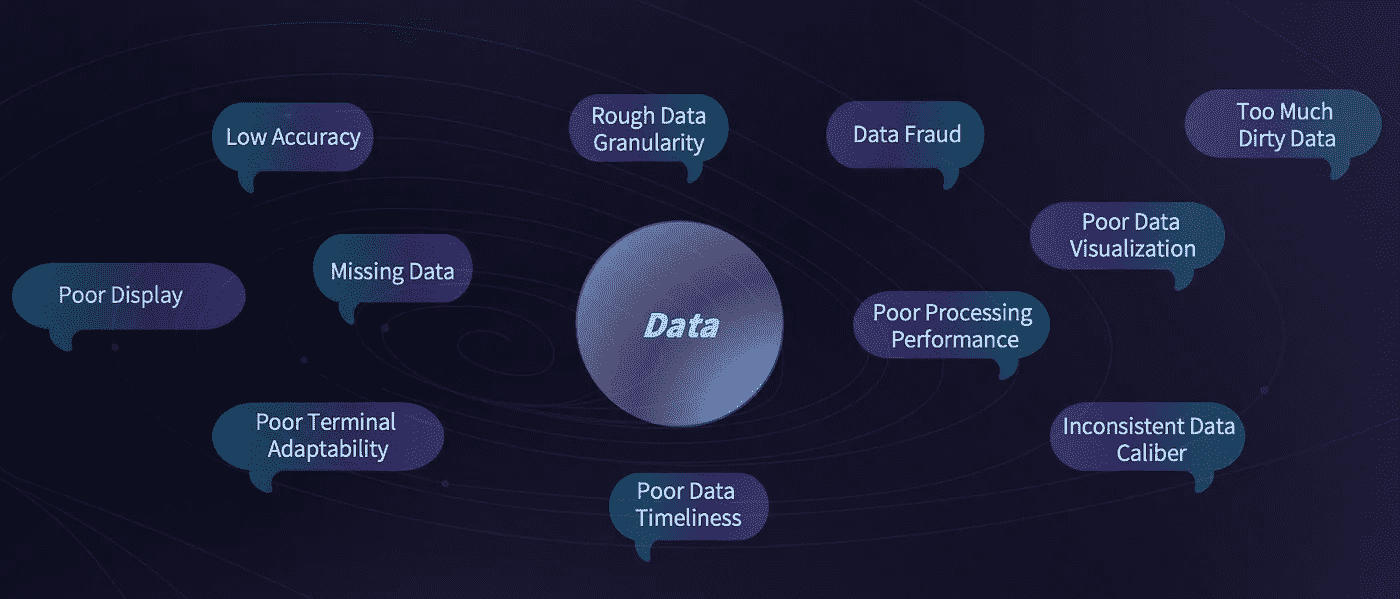 Low Accuracy
Rough Data
Granularity
Data Fraud
Too Much
Dirty Data
Poor Data
Visualization
Missing Data
Poor Display
Data
Poor Processing
Performance
Poor Terminal
Adaptability
Inconsistent Data
Caliber
Poor Data
Timeliness